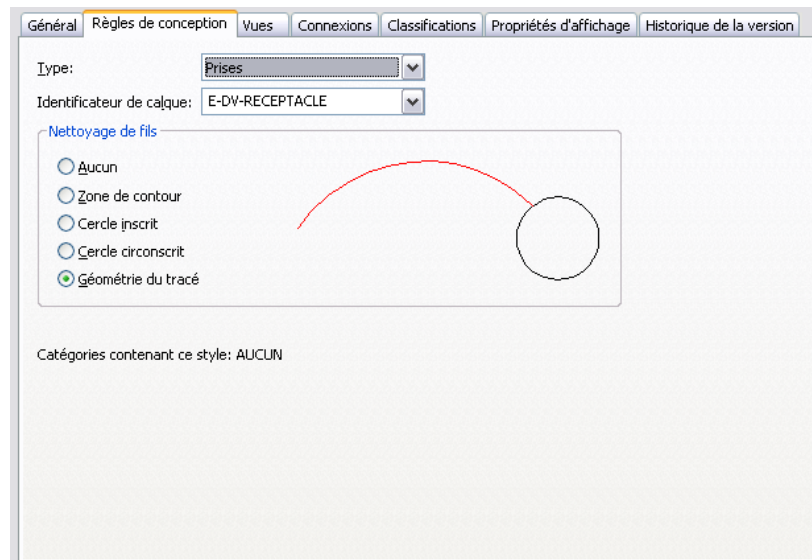 Général Règles de conception Vues Connexions Classifications Propriétés d'affichage Historique de la version
Type: Prises
Identificateur de calque: E-DV-RECEPTACLE
Nettoyage de fils
Aucun
Zone de contour
Cercle inscrit
Cercle circonscrit
Géométrie du tracé
Catégories contenant ce style: AUCUN